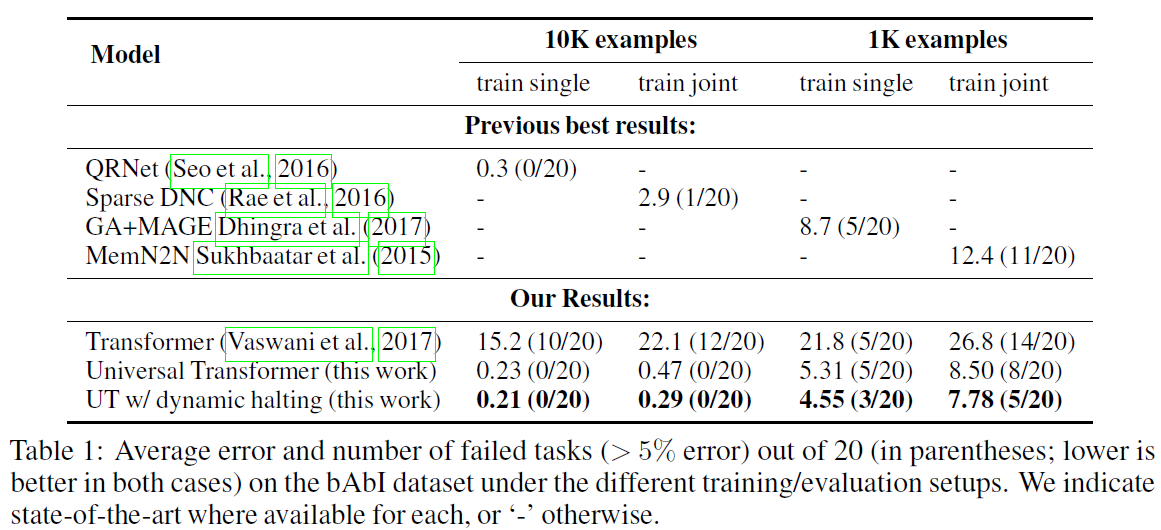 Model 10K examples 1K examples
train single train joint train single train joint
Previous best results:
QRNet (Seo et al., 2016) 0.3 (0/20) - - -
Sparse DNC (Rae et al., 2016) - 2.9 (1/20) - -
GA+MAGE Dhingra et al. (2017) - - 8.7 (5/20) -
MemN2N Sukhbaatar et al. (2015) - - - 12.4 (11/20)
Our Results:
Transformer (Vaswani et al., 2017) 15.2 (10/20) 22.1 (12/20) 21.8 (5/20) 26.8 (14/20)
Universal Transformer (this work) 0.23 (0/20) 0.47 (0/20) 5.31 (5/20) 8.50 (8/20)
UT w/ dynamic halting (this work) 0.21 (0/20) 0.29 (0/20) 4.55 (3/20) 7.78 (5/20)
Table 1: Average error and number of failed tasks (> 5% error) out of 20 (in parentheses; lower is
better in both cases) on the bAbI dataset under the different training/evaluation setups. We indicate
state-of-the-art where available for each, or ‘-’ otherwise.